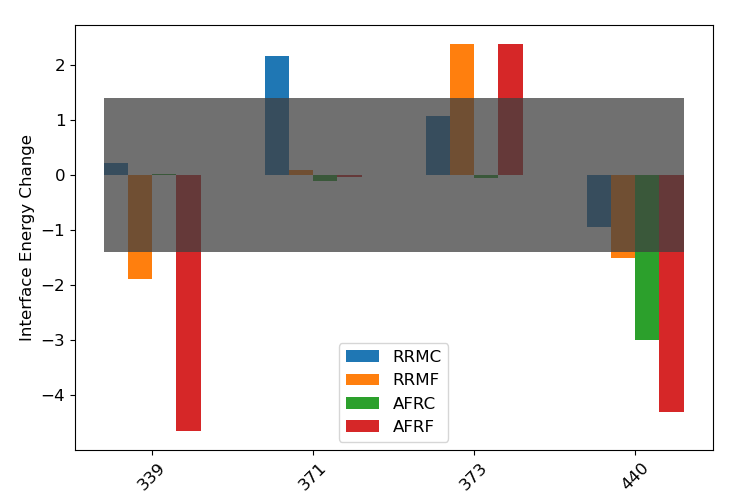 Interface Energy Change
2
1
0
−1
−2
−3
−4
339
371
373
440
RRMC
RRMF
AFRC
AFRF